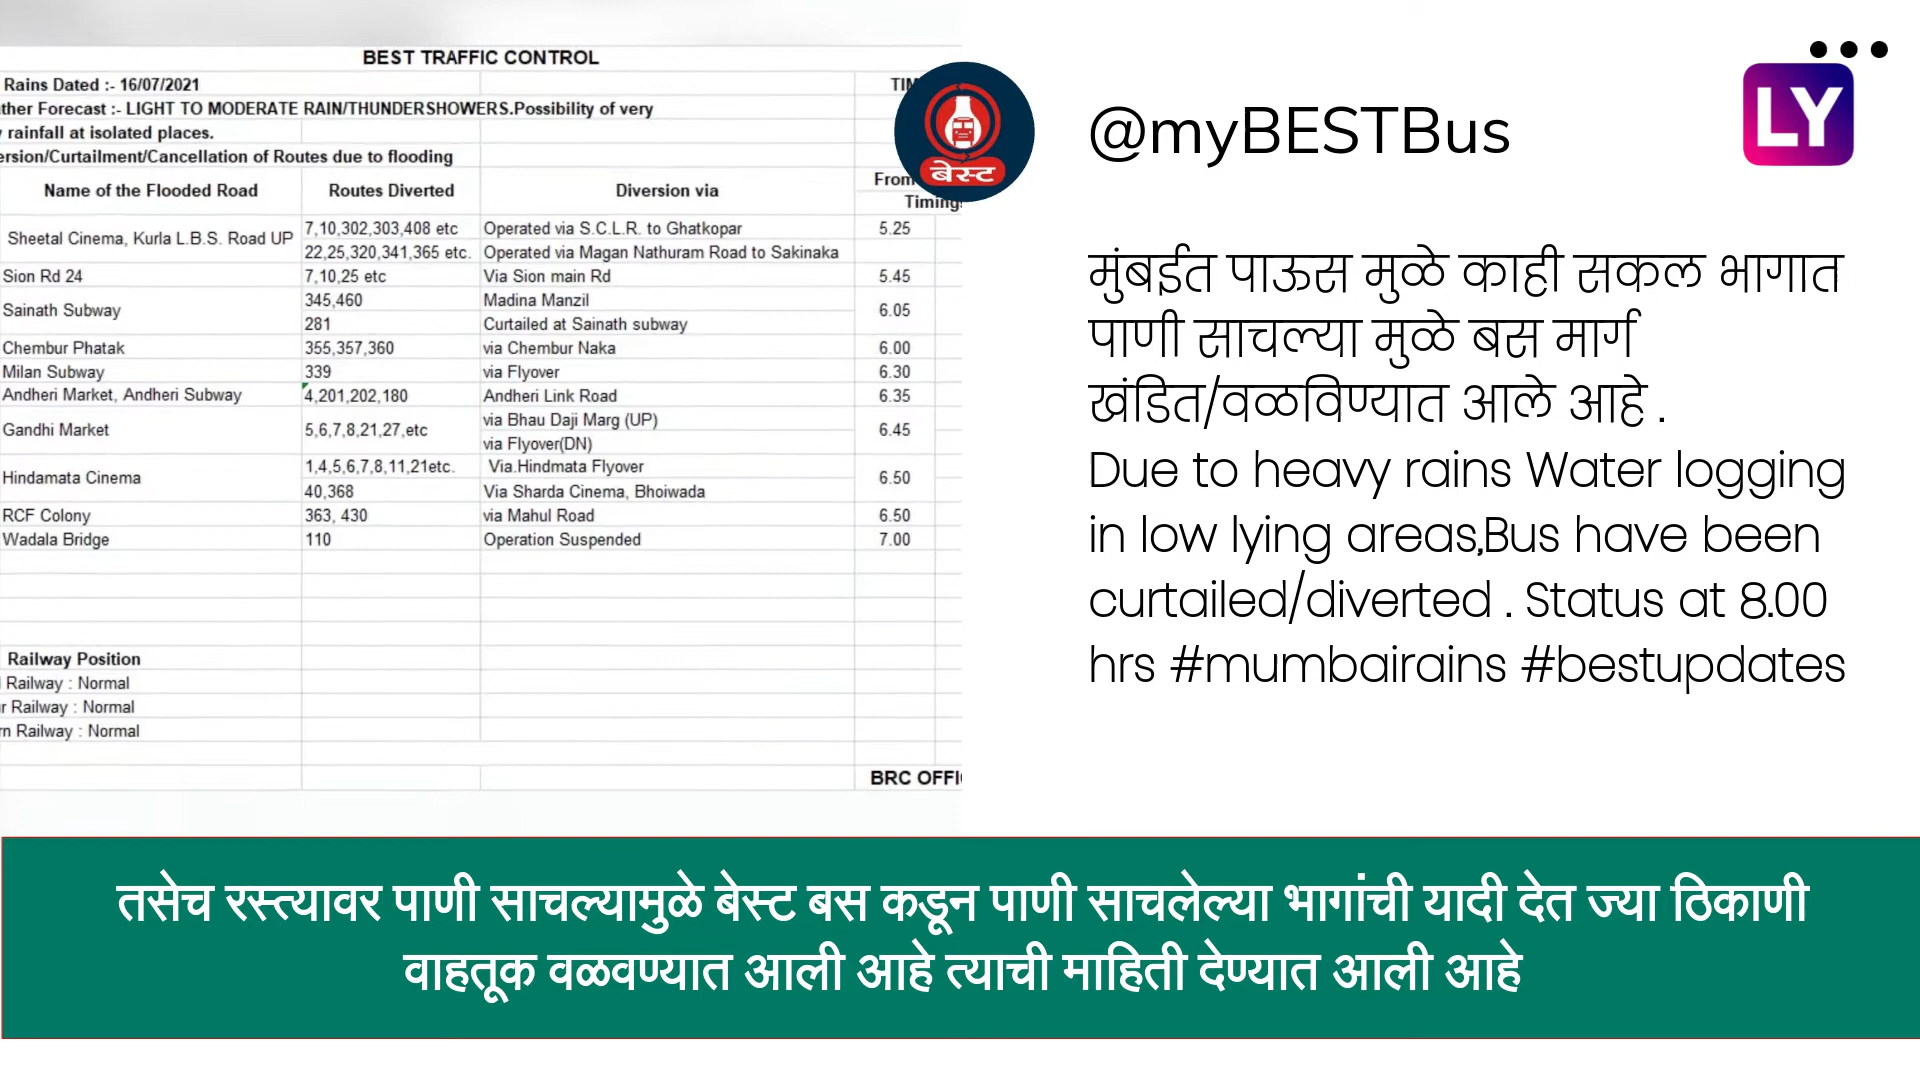 BEST TRAFFIC CONTROL
Rains Dated :- 16/07/2021
ther Forecast :- LIGHT TO MODERATE RAIN/THUNDERSHOWERS.Possibility of very
rainfall at isolated places.
ersion/Curtailment/Cancellation of Routes due to flooding
Name of the Flooded Road Routes Diverted Diversion via From
Timing
Sheetal Cinema, Kurla L.B.S. Road UP 7,10,302,303,408 etc Operated via S.C.L.R. to Ghatkopar 5.25
22,25,320,341,365 etc. Operated via Magan Nathuram Road to Sakinaka
Sion Rd 24 7,10,25 etc Via Sion main Rd 5.45
Sainath Subway 345,460 Madina Manzil 6.05
281 Curtailed at Sainath subway
Chembur Phatak 355,357,360 via Chembur Naka 6.00
Milan Subway 339 via Flyover 6.30
Andheri Market, Andheri Subway 4,201,202,180 Andheri Link Road 6.35
Gandhi Market 5,6,7,8,21,27,etc via Bhau Daji Marg (UP) 6.45
via Flyover(DN)
Hindamata Cinema 1,4,5,6,7,8,11,21etc. Via.Hindmata Flyover 6.50
40,368 Via Sharda Cinema, Bhoiwada
RCF Colony 363, 430 via Mahul Road 6.50
Wadala Bridge 110 Operation Suspended 7.00
Railway Position
Railway : Normal
r Railway : Normal
rn Railway : Normal
BRC OFFI
बेस्ट
@myBESTBus
LY
मुंबईत पाऊस मुळे काही सकल भागात
पाणी साचल्या मुळे बस मार्ग
खंडित/वळविण्यात आले आहे .
Due to heavy rains Water logging
in low lying areas,Bus have been
curtailed/diverted . Status at 8.00
hrs #mumbairains #bestupdates
तसेच रस्त्यावर पाणी साचल्यामुळे बेस्ट बस कडून पाणी साचलेल्या भागांची यादी देत ज्या ठिकाणी
वाहतूक वळवण्यात आली आहे त्याची माहिती देण्यात आली आहे